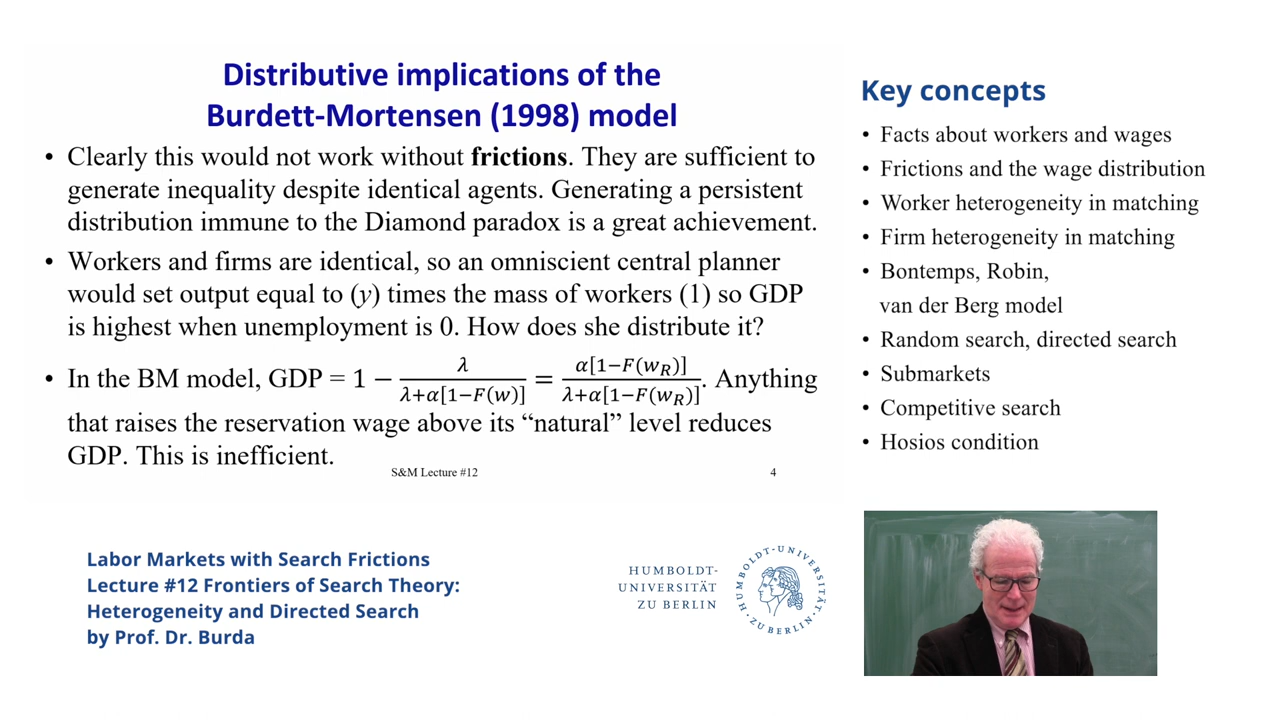 Distributive implications of the
Burdett-Mortensen (1998) model
• Clearly this would not work without frictions. They are sufficient to
generate inequality despite identical agents. Generating a persistent
distribution immune to the Diamond paradox is a great achievement.
• Workers and firms are identical, so an omniscient central planner
would set output equal to (y) times the mass of workers (1) so GDP
is highest when unemployment is 0. How does she distribute it?
• In the BM model, GDP = 1 − λ/(λ+α[1−F(w)]) = α[1−F(w_R)]/(λ+α[1−F(w_R)]). Anything
that raises the reservation wage above its “natural” level reduces
GDP. This is inefficient.
S&M Lecture #12
4
Key concepts
• Facts about workers and wages
• Frictions and the wage distribution
• Worker heterogeneity in matching
• Firm heterogeneity in matching
• Bontemps, Robin,
van der Berg model
• Random search, directed search
• Submarkets
• Competitive search
• Hosios condition
Labor Markets with Search Frictions
Lecture #12 Frontiers of Search Theory:
Heterogeneity and Directed Search
by Prof. Dr. Burda
HUMBOLDT-
UNIVERSITÄT
ZU BERLIN
HUMBOLDT-UNIVERSITÄT
ZU BERLIN